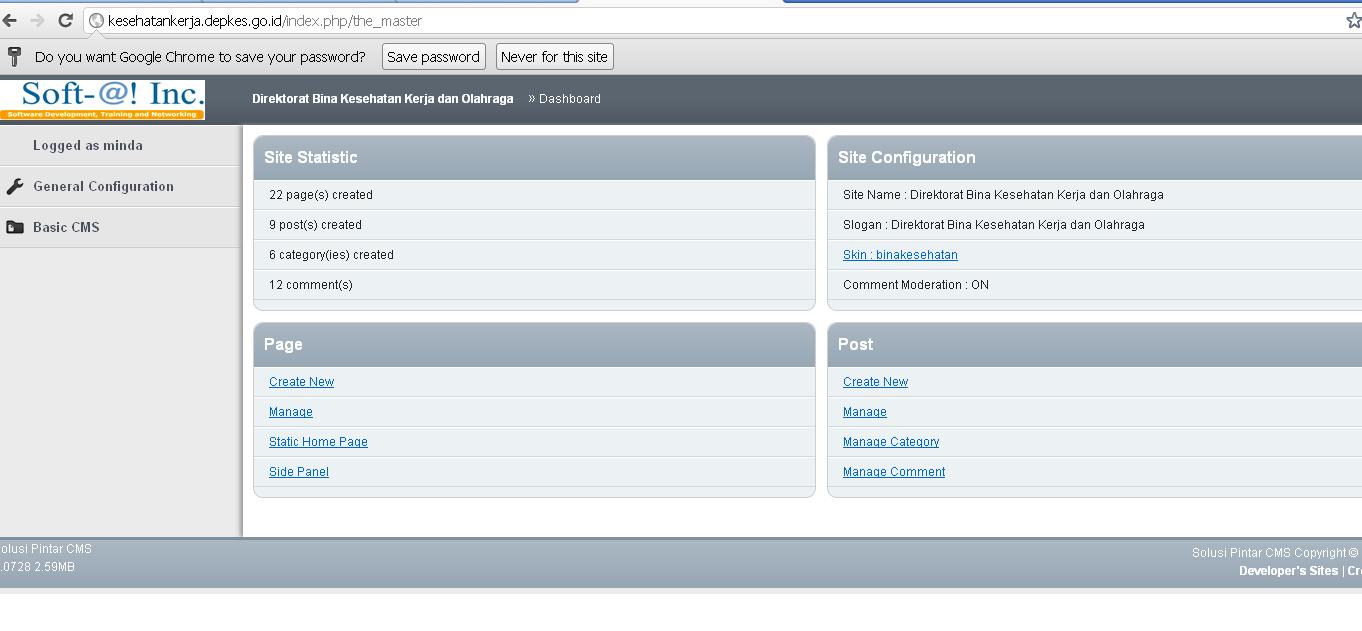 kesehatankerja.depkes.go.id/index.php/the_master
Do you want Google Chrome to save your password? Save password Never for this site
Soft-@! Inc.
Software Development, Training and Networking
Direktorat Bina Kesehatan Kerja dan Olahraga » Dashboard
Logged as minda
General Configuration
Basic CMS
Site Statistic
22 page(s) created
9 post(s) created
6 category(ies) created
12 comment(s)
Site Configuration
Site Name : Direktorat Bina Kesehatan Kerja dan Olahraga
Slogan : Direktorat Bina Kesehatan Kerja dan Olahraga
Skin : binakesehatan
Comment Moderation : ON
Page
Create New
Manage
Static Home Page
Side Panel
Post
Create New
Manage
Manage Category
Manage Comment
olusi Pintar CMS
.0728 2.59MB
Solusi Pintar CMS Copyright ©
Developer's Sites | Cr